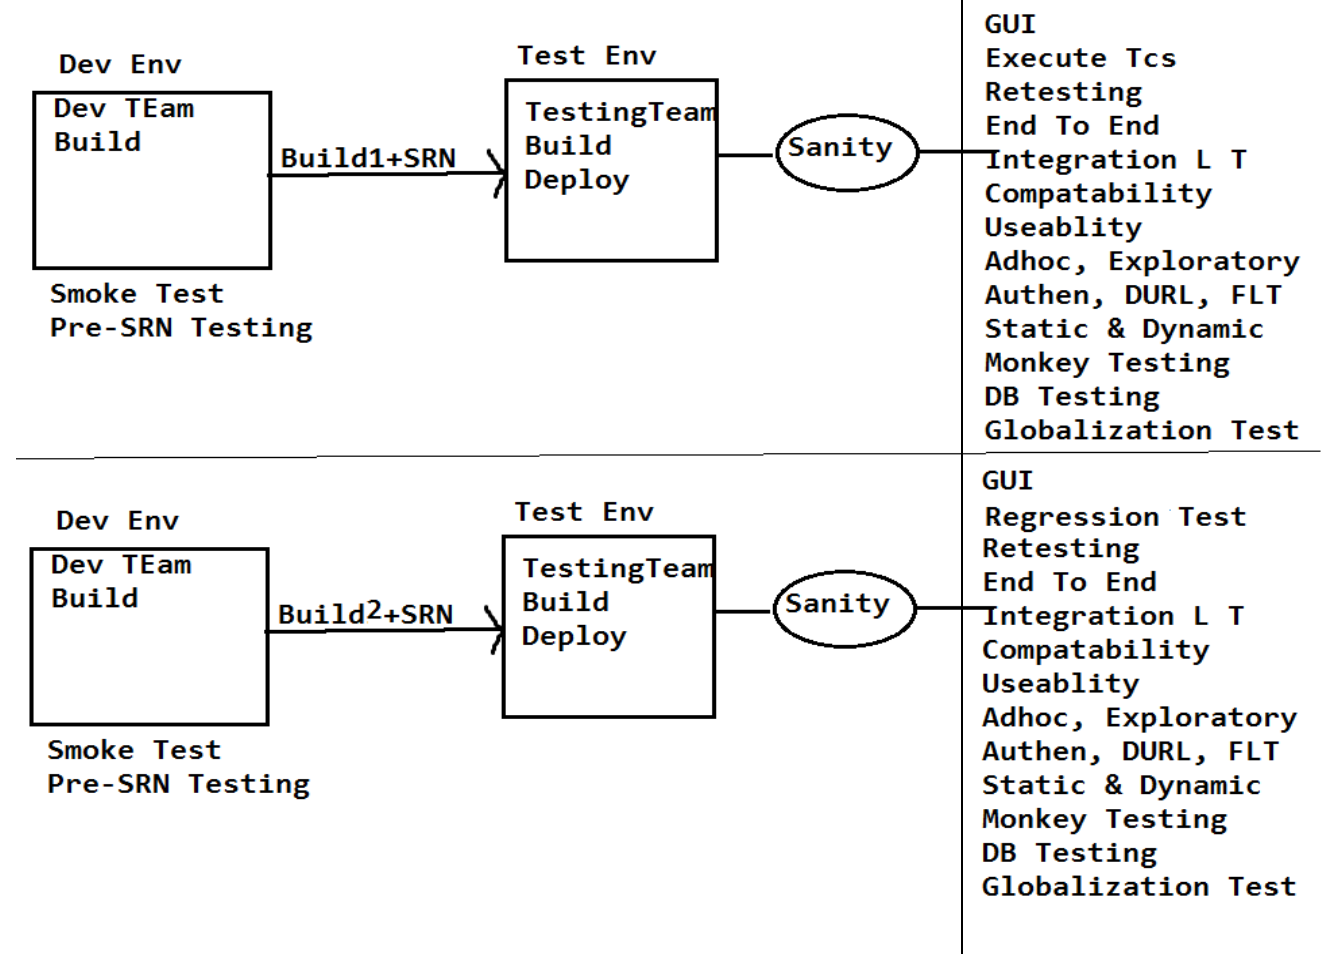 Dev Env
Dev TEam
Build
Smoke Test
Pre-SRN Testing
Build1+SRN
Test Env
TestingTeam
Build
Deploy
Sanity
GUI
Execute Tcs
Retesting
End To End
Integration L T
Compatability
Useablity
Adhoc, Exploratory
Authen, DURL, FLT
Static & Dynamic
Monkey Testing
DB Testing
Globalization Test
Dev Env
Dev TEam
Build
Smoke Test
Pre-SRN Testing
Build2+SRN
Test Env
TestingTeam
Build
Deploy
Sanity
GUI
Regression Test
Retesting
End To End
Integration L T
Compatability
Useablity
Adhoc, Exploratory
Authen, DURL, FLT
Static & Dynamic
Monkey Testing
DB Testing
Globalization Test